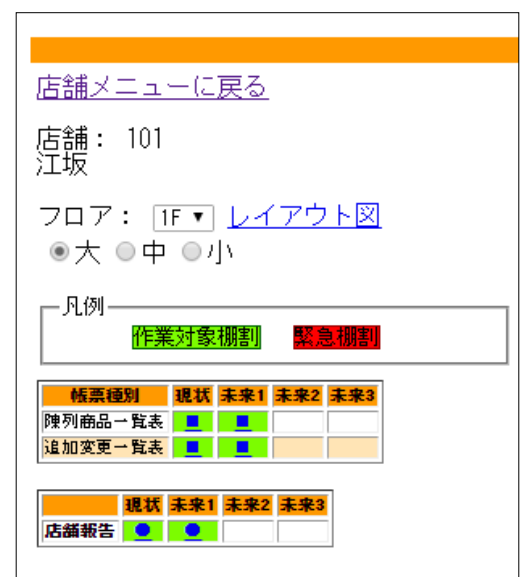 店舗メニューに戻る
店舗： 101
江坂
フロア： 1F ▼ レイアウト図
大 中 小
凡例
作業対象棚割 緊急棚割
帳票種別 現状 未来1 未来2 未来3
陳列商品一覧表 ■ ■
追加変更一覧表 ■ ■
現状 未来1 未来2 未来3
店舗報告 ● ●